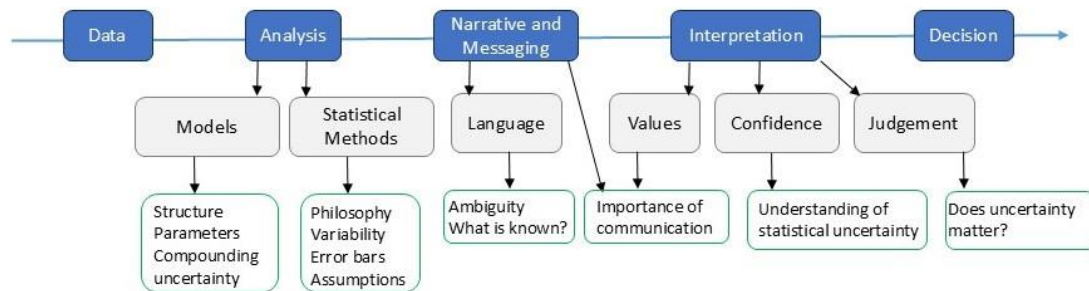 Data
Analysis
Narrative and
Messaging
Interpretation
Decision
Models
Statistical
Methods
Language
Values
Confidence
Judgement
Structure
Parameters
Compounding
uncertainty
Philosophy
Variability
Error bars
Assumptions
Ambiguity
What is known?
Importance of
communication
Understanding of
statistical uncertainty
Does uncertainty
matter?